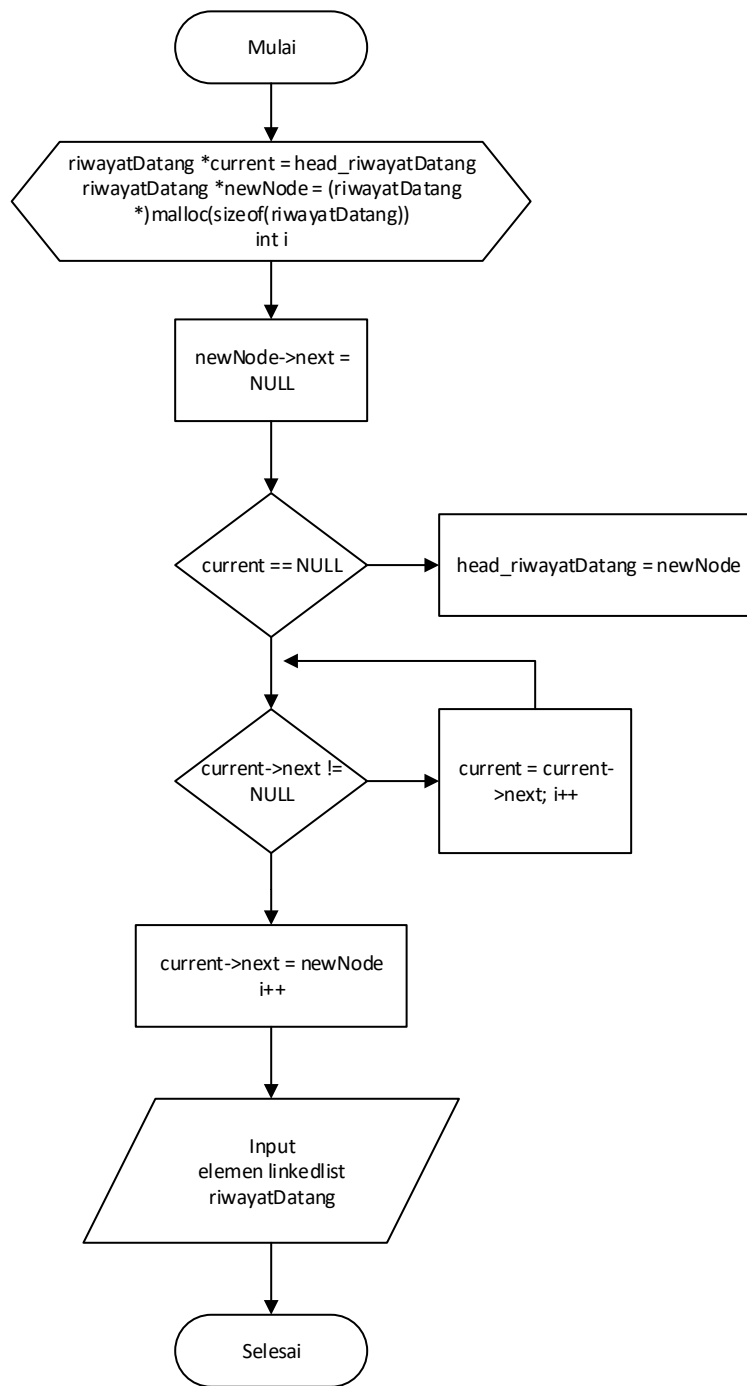 Mulai
riwayatDatang *current = head_riwayatDatang
riwayatDatang *newNode = (riwayatDatang
*)malloc(sizeof(riwayatDatang))
int i
newNode->next =
NULL
current == NULL
head_riwayatDatang = newNode
current->next !=
NULL
current = current-
>next; i++
current->next = newNode
i++
Input
elemen linkedlist
riwayatDatang
Selesai